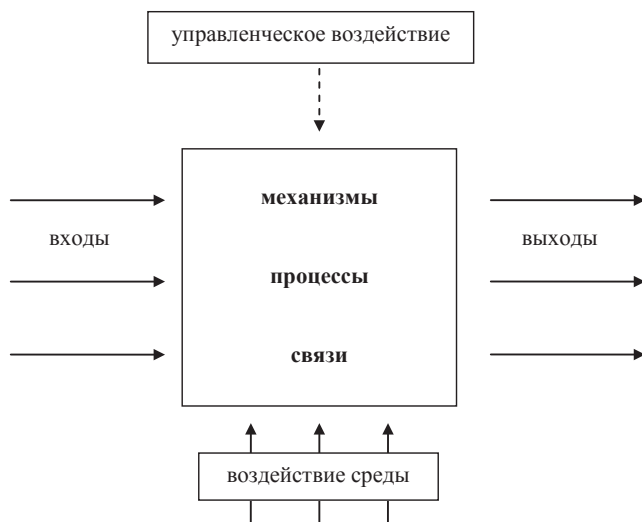 управленческое воздействие
механизмы
входы
выходы
процессы
связи
воздействие среды